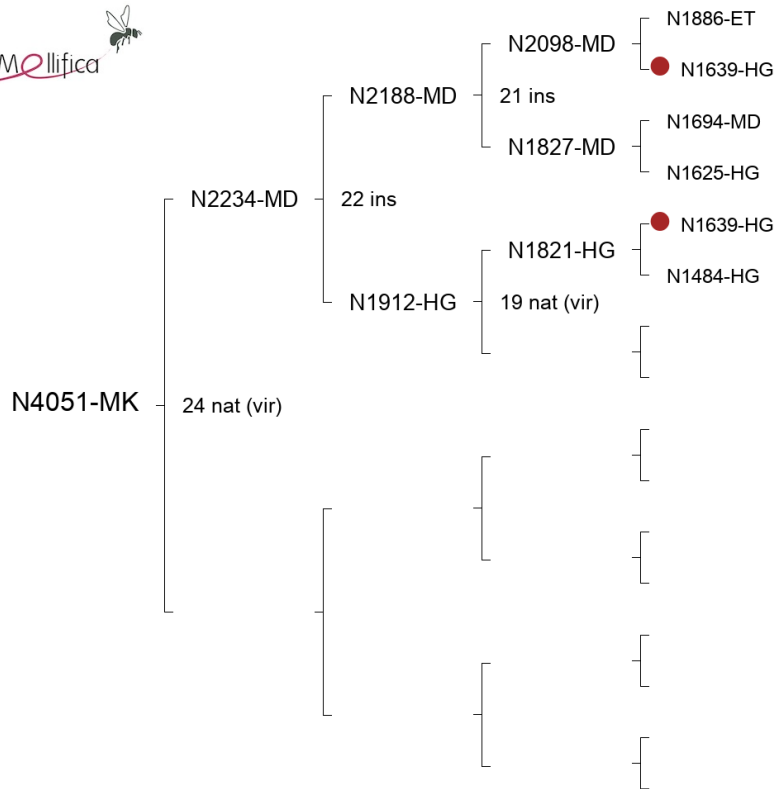 Mellifica
N1886-ET
N2098-MD
N1639-HG
N2188-MD
21 ins
N1694-MD
N1827-MD
N1625-HG
N2234-MD
22 ins
N1639-HG
N1821-HG
N1484-HG
N1912-HG
19 nat (vir)
N4051-MK
24 nat (vir)